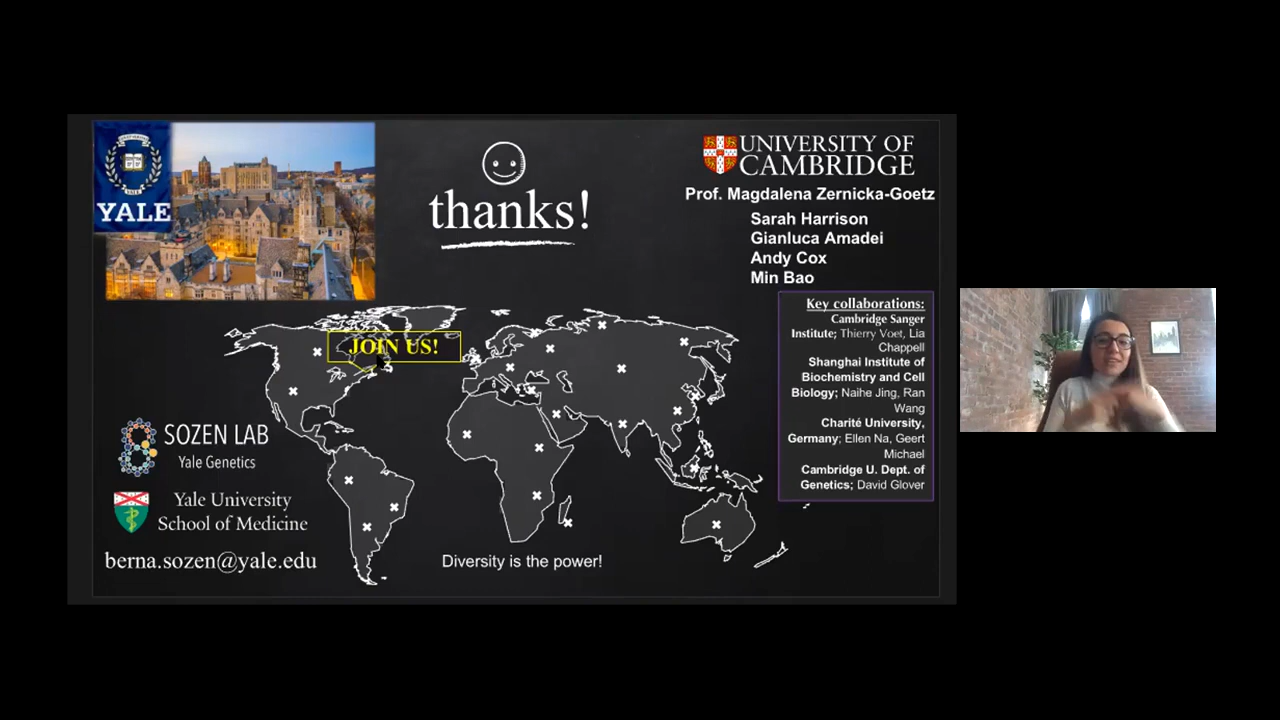 YALE
thanks!
UNIVERSITY OF
CAMBRIDGE
Prof. Magdalena Zernicka-Goetz
Sarah Harrison
Gianluca Amadei
Andy Cox
Min Bao
JOIN US!
Key collaborations:
Cambridge Sanger
Institute; Thierry Voet, Lia
Chappell
Shanghai Institute of
Biochemistry and Cell
Biology; Naihe Jing, Ran
Wang
Charité University,
Germany; Ellen Na, Geert
Michael
Cambridge U. Dept. of
Genetics; David Glover
SOZEN LAB
Yale Genetics
Yale University
School of Medicine
berna.sozen@yale.edu
Diversity is the power!